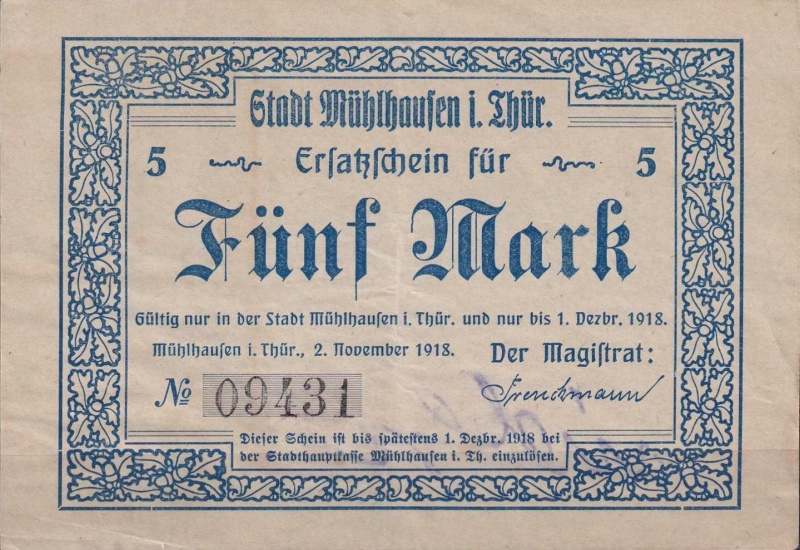 Stadt Mühlhausen i. Thür.
5 Ersatzschein für 5
Fünf Mark
Gültig nur in der Stadt Mühlhausen i. Thür. und nur bis 1. Dezbr. 1918.
Mühlhausen i. Thür., 2. November 1918. Der Magistrat:
№ 09431 Trenckmann
Dieser Schein ist bis spätestens 1. Dezbr. 1918 bei
der Stadthauptkasse Mühlhausen i. Th. einzulösen.